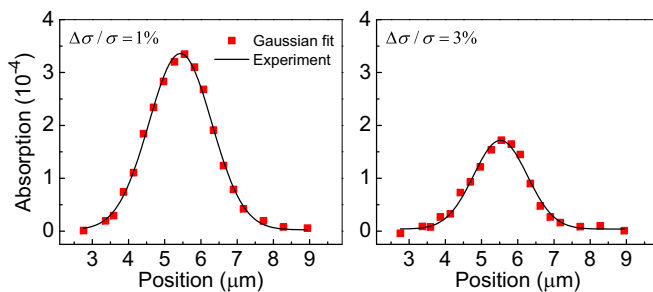 Δσ / σ = 1%
Gaussian fit
Experiment
Absorption (10⁻⁴)
4
3
2
1
0
3 4 5 6 7 8 9
Position (μm)
Δσ / σ = 3%
4
3
2
1
0
3 4 5 6 7 8 9
Position (μm)